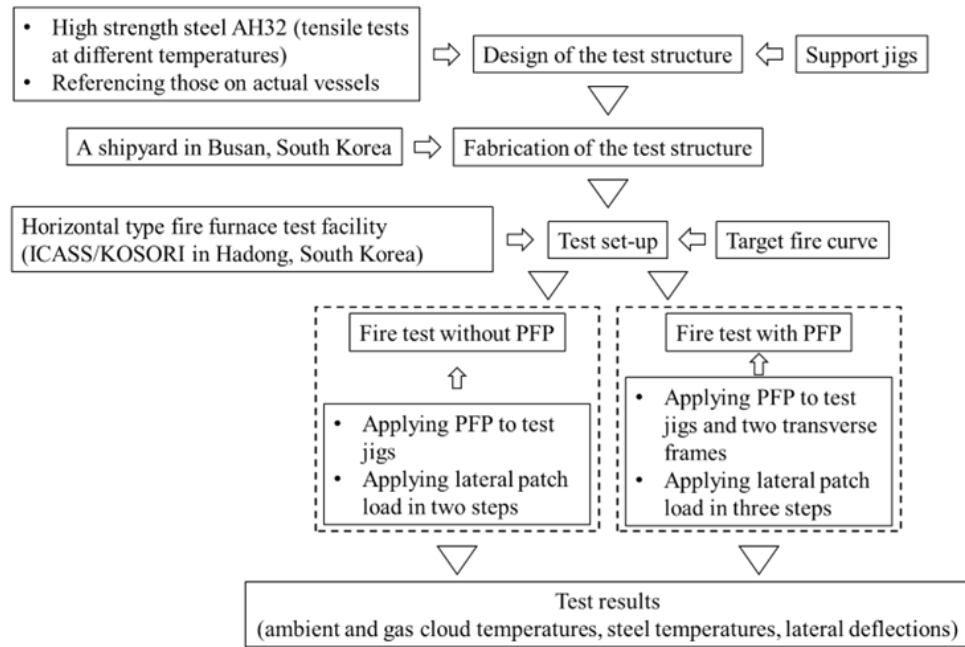 • High strength steel AH32 (tensile tests
at different temperatures)
• Referencing those on actual vessels
Design of the test structure
Support jigs
A shipyard in Busan, South Korea
Fabrication of the test structure
Horizontal type fire furnace test facility
(ICASS/KOSORI in Hadong, South Korea)
Test set-up
Target fire curve
Fire test without PFP
• Applying PFP to test
jigs
• Applying lateral patch
load in two steps
Fire test with PFP
• Applying PFP to test
jigs and two transverse
frames
• Applying lateral patch
load in three steps
Test results
(ambient and gas cloud temperatures, steel temperatures, lateral deflections)